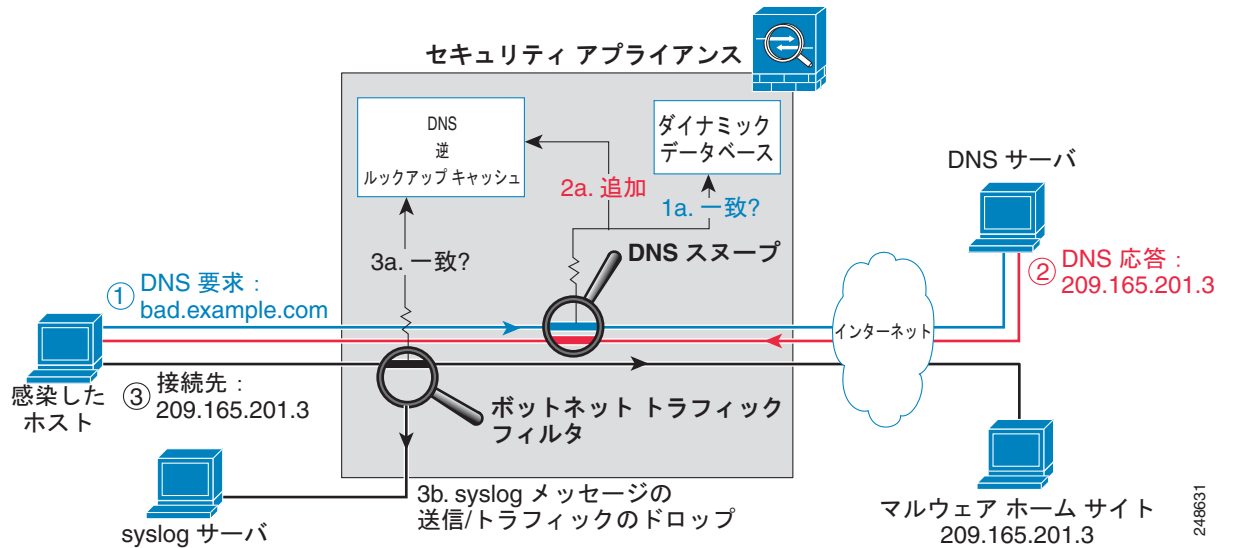 セキュリティ アプライアンス
DNS
逆
ルックアップ キャッシュ
ダイナミック
データベース
2a. 追加
1a. 一致?
3a. 一致?
DNS スヌープ
DNS サーバ
① DNS 要求：
bad.example.com
② DNS 応答：
209.165.201.3
インターネット
感染した
ホスト
③ 接続先：
209.165.201.3
ボットネット トラフィック
フィルタ
3b. syslog メッセージの
送信/トラフィックのドロップ
syslog サーバ
マルウェア ホーム サイト
209.165.201.3
248631